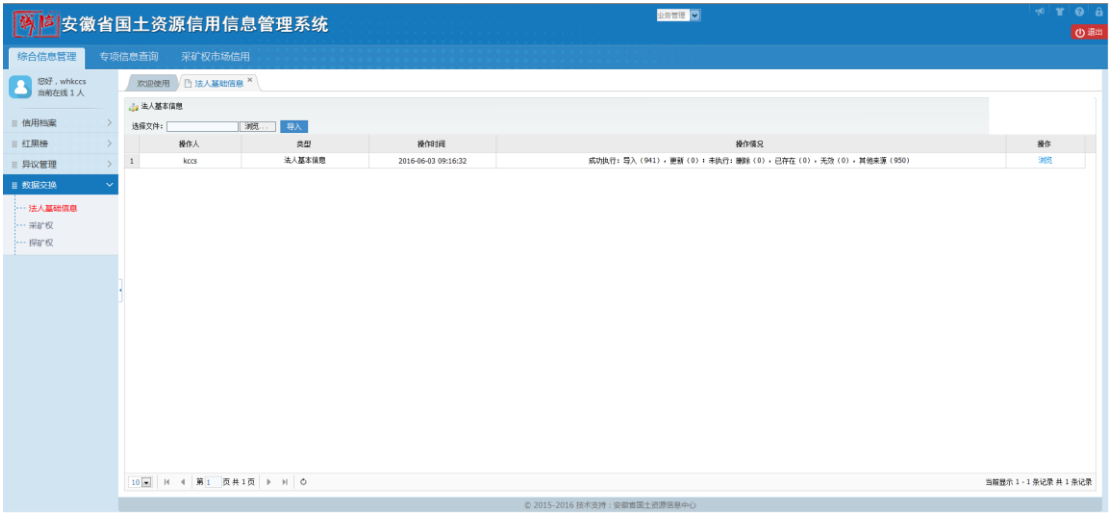 诚信 安徽省国土资源信用信息管理系统
业务管理
退出
综合信息管理 专项信息查询 采矿权市场信用
您好，whkccs
当前在线 1 人
欢迎使用 法人基础信息 ×
法人基本信息
选择文件： 浏览... 导入
操作人 类型 操作时间 操作情况 操作
1 kccs 法人基本信息 2016-06-03 09:16:32 成功执行: 导入 (941) , 更新 (0) ; 未执行: 删除 (0) , 已存在 (0) , 无效 (0) , 其他来源 (950) 浏览
信用档案
红黑榜
异议管理
数据交换
法人基础信息
采矿权
探矿权
10 第 1 页 共 1 页 当前显示 1 - 1 条记录 共 1 条记录
© 2015-2016 技术支持：安徽省国土资源信息中心